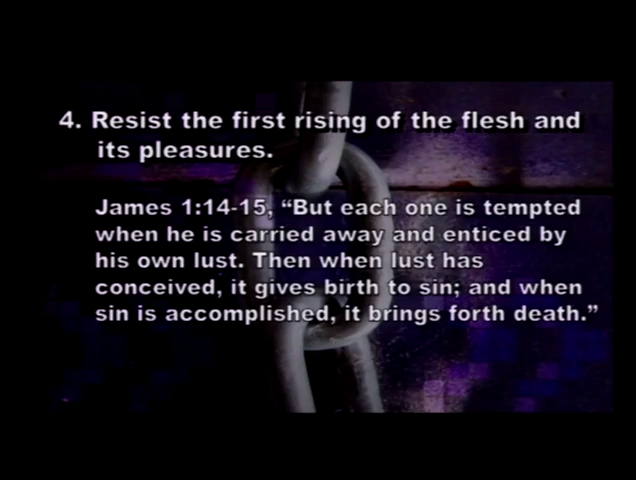 4. Resist the first rising of the flesh and
its pleasures.
James 1:14-15, “But each one is tempted
when he is carried away and enticed by
his own lust. Then when lust has
conceived, it gives birth to sin; and when
sin is accomplished, it brings forth death.”